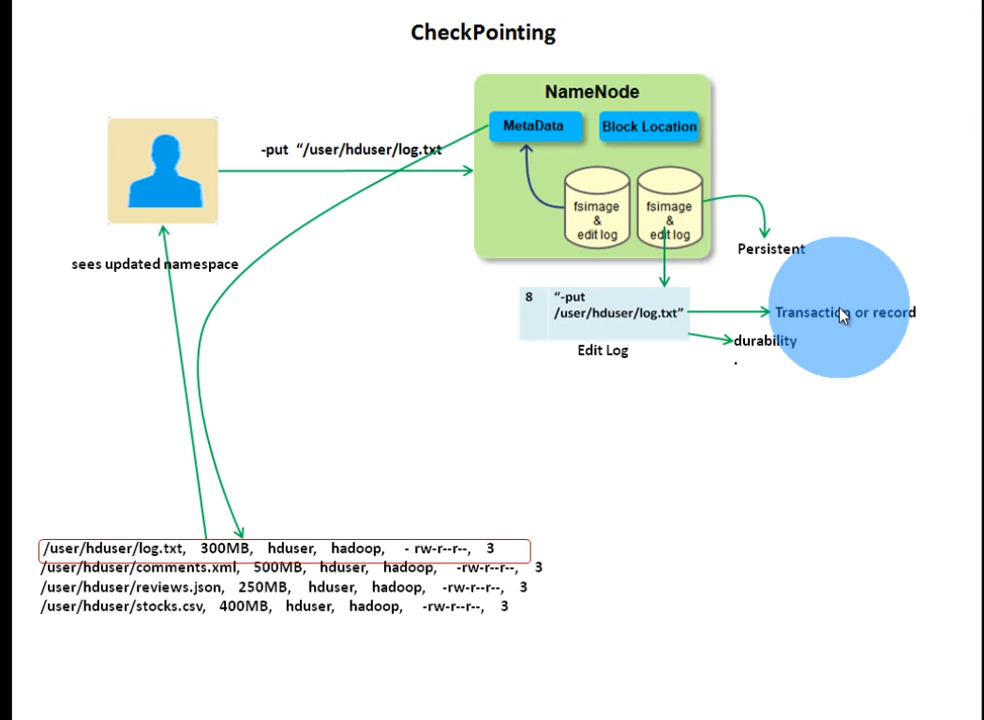 CheckPointing
NameNode
MetaData
Block Location
-put “/user/hduser/log.txt
fsimage
&
edit log
fsimage
&
edit log
Persistent
sees updated namespace
8 “-put
/user/hduser/log.txt”
Transaction or record
durability
.
Edit Log
/user/hduser/log.txt, 300MB, hduser, hadoop, - rw-r--r--, 3
/user/hduser/comments.xml, 500MB, hduser, hadoop, -rw-r--r--, 3
/user/hduser/reviews.json, 250MB, hduser, hadoop, -rw-r--r--, 3
/user/hduser/stocks.csv, 400MB, hduser, hadoop, -rw-r--r--, 3